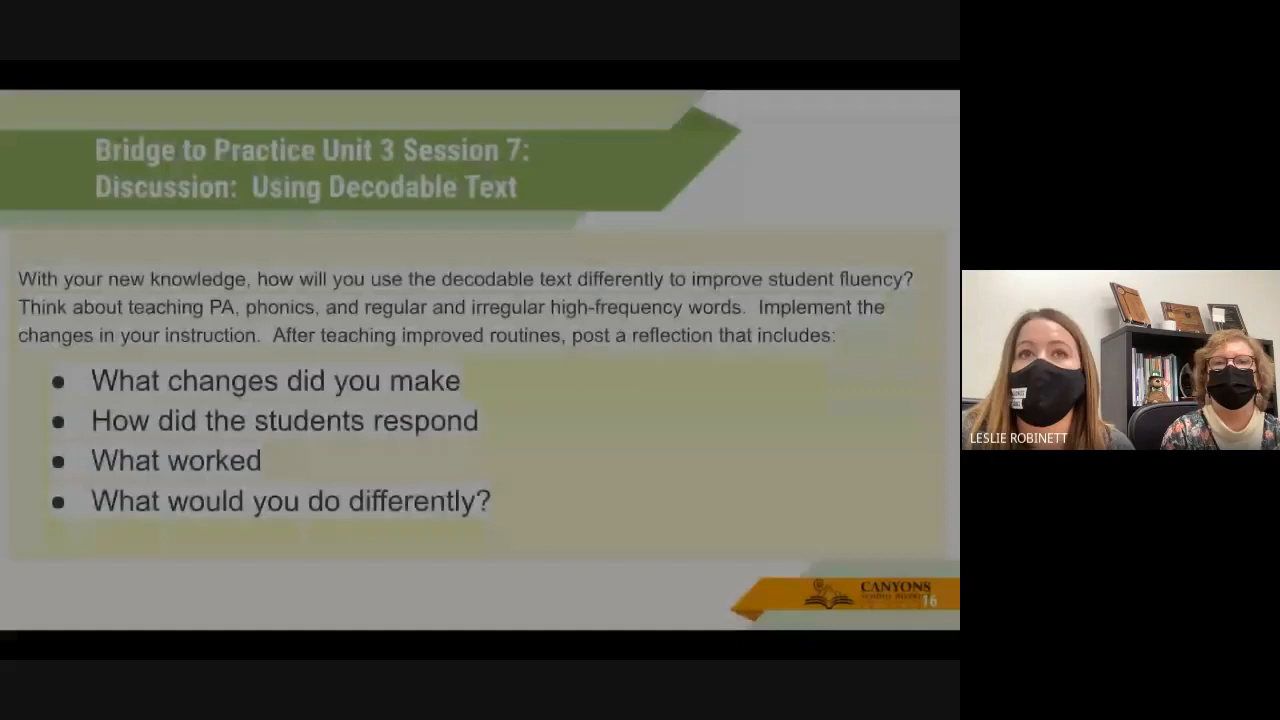 Bridge to Practice Unit 3 Session 7:
Discussion: Using Decodable Text
With your new knowledge, how will you use the decodable text differently to improve student fluency?
Think about teaching PA, phonics, and regular and irregular high-frequency words. Implement the
changes in your instruction. After teaching improved routines, post a reflection that includes:
• What changes did you make
• How did the students respond
• What worked
• What would you do differently?
CANYONS
16
LESLIE ROBINETT